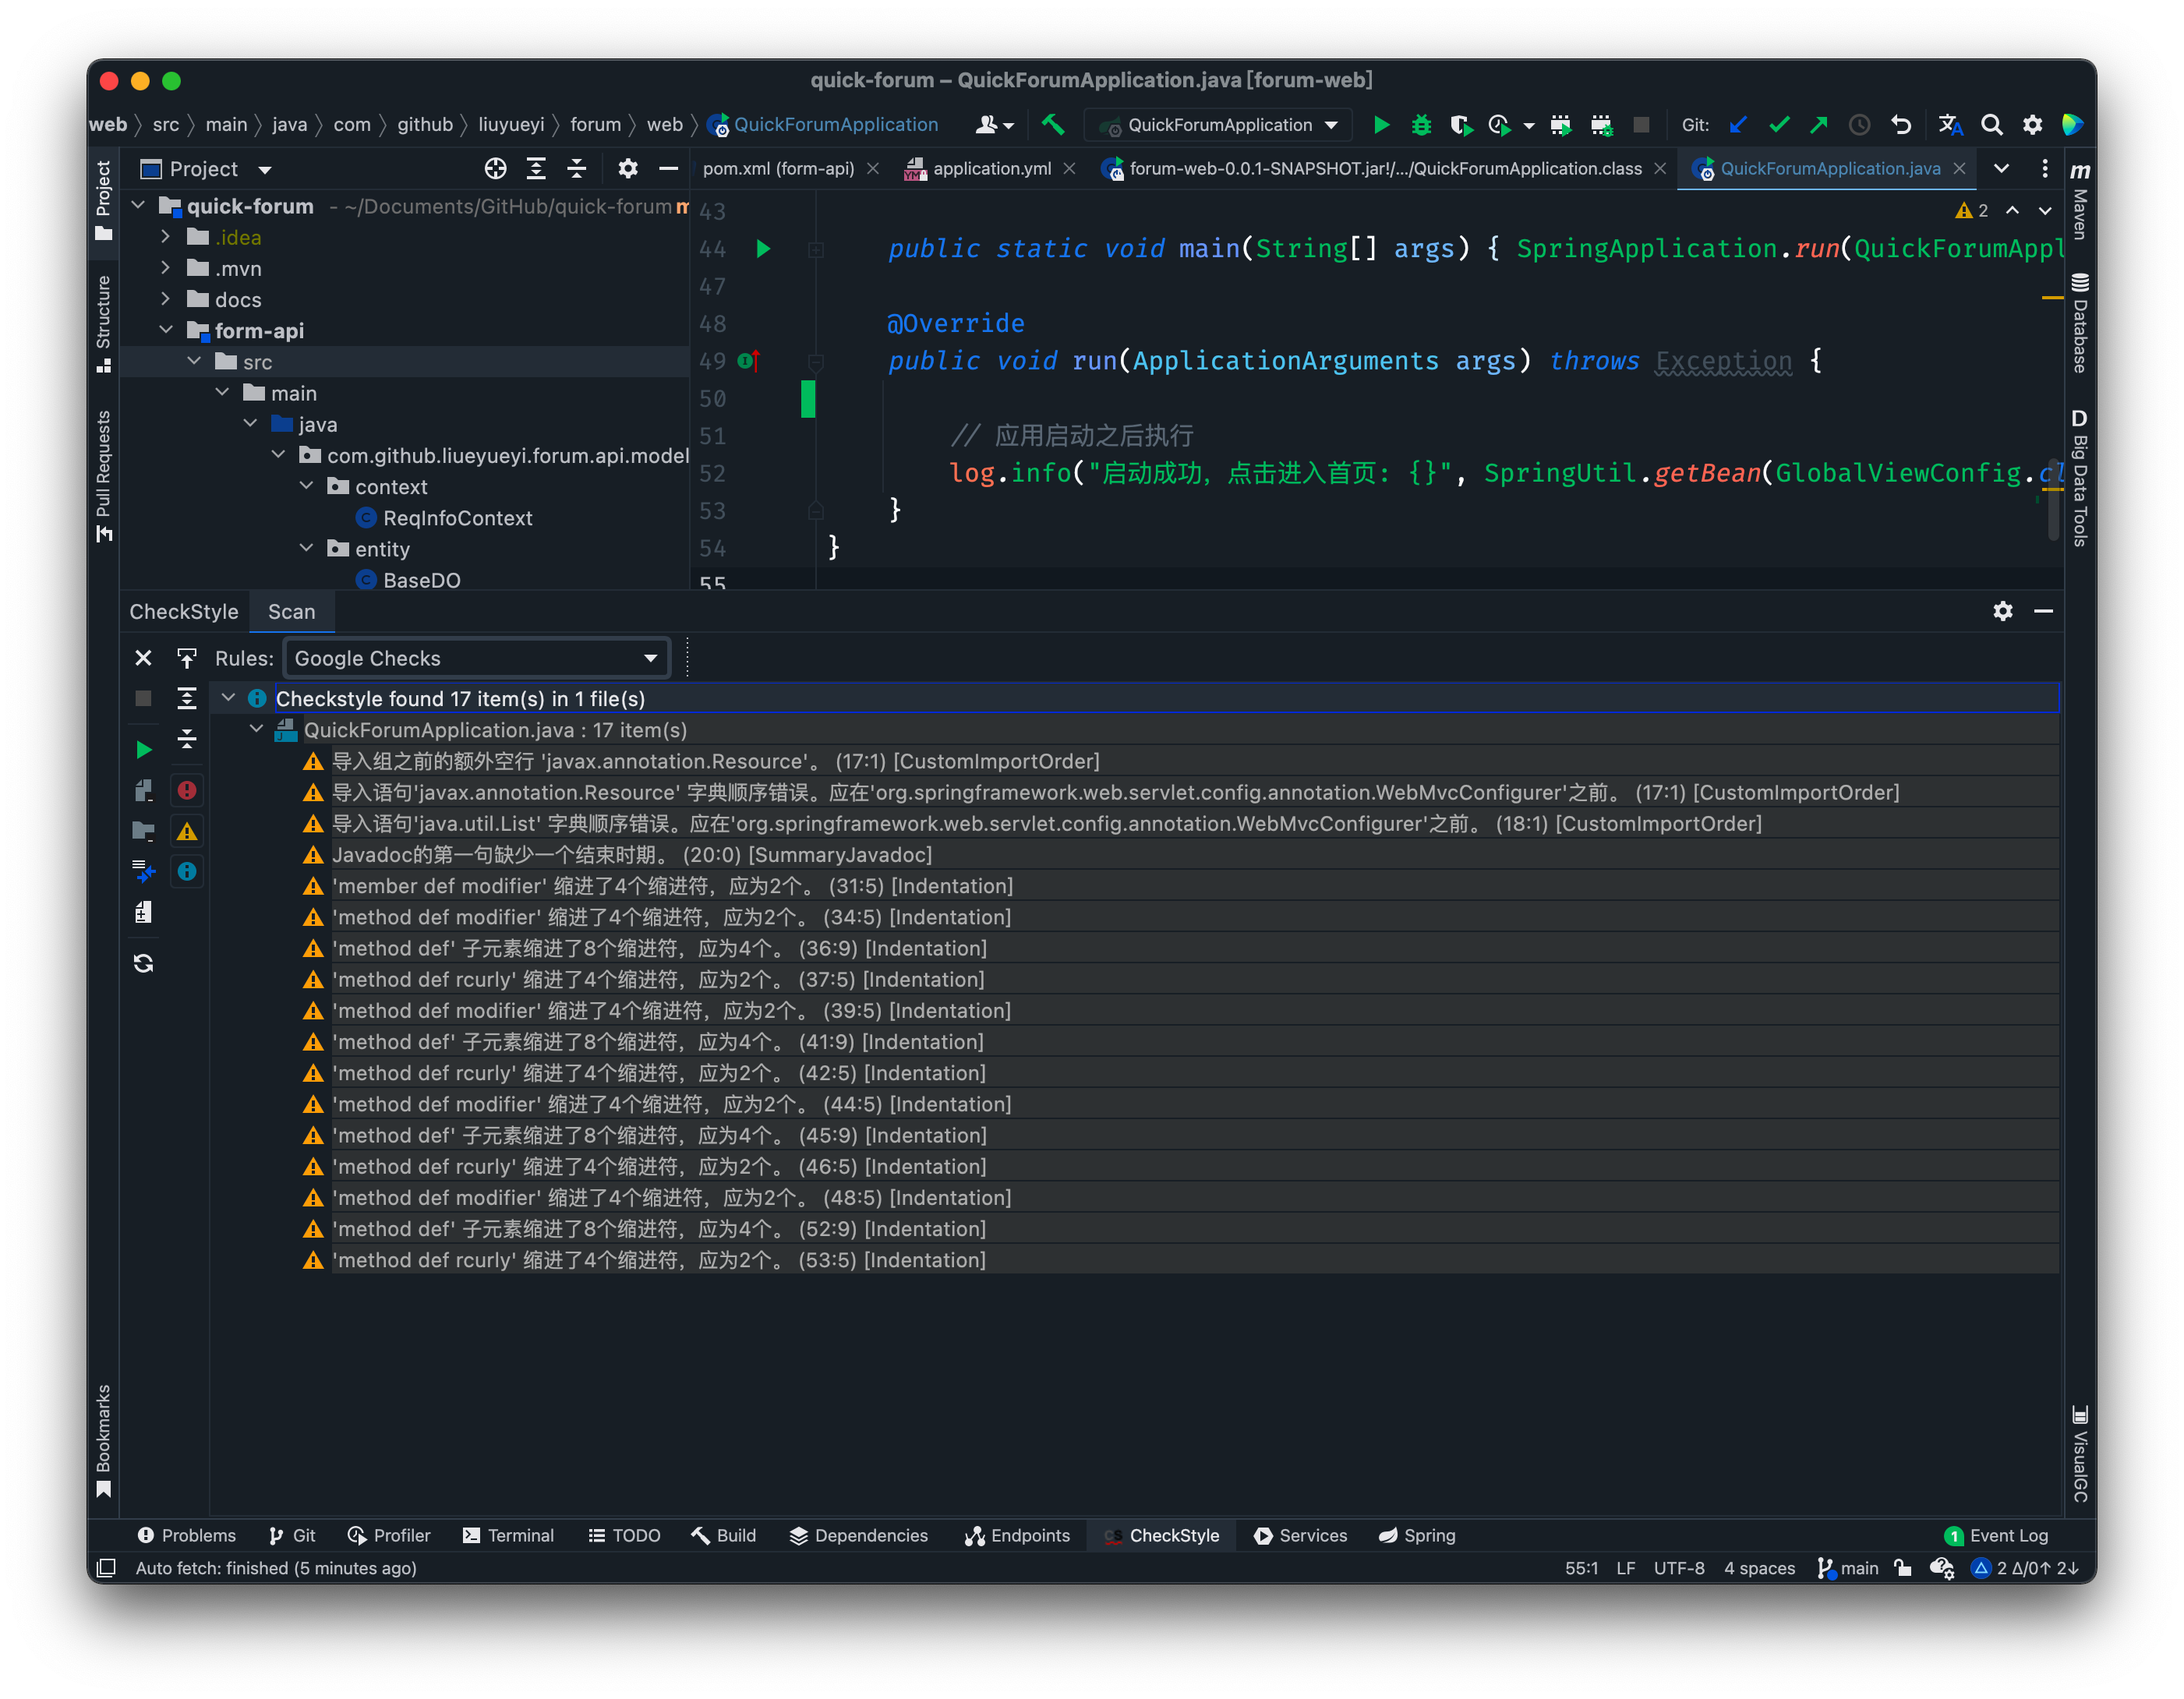 quick-forum – QuickForumApplication.java [forum-web]
web src main java com github liuyueyi forum web QuickForumApplication QuickForumApplication Git:
Project
pom.xml (form-api) application.yml forum-web-0.0.1-SNAPSHOT.jar!/.../QuickForumApplication.class QuickForumApplication.java
quick-forum - ~/Documents/GitHub/quick-forum
.idea
.mvn
docs
form-api
src
main
java
com.github.liueyueyi.forum.api.model
context
ReqInfoContext
entity
BaseDO
2
43
44 public static void main(String[] args) { SpringApplication.run(QuickForumAppl
47
48 @Override
49 public void run(ApplicationArguments args) throws Exception {
50
51 // 应用启动之后执行
52 log.info("启动成功，点击进入首页: {}", SpringUtil.getBean(GlobalViewConfig.cl
53 }
54 }
55
Project
Structure
Pull Requests
Bookmarks
m
Maven
Database
D
Big Data Tools
VisualGC
CheckStyle Scan
Rules: Google Checks
Checkstyle found 17 item(s) in 1 file(s)
QuickForumApplication.java : 17 item(s)
导入组之前的额外空行 'javax.annotation.Resource'。 (17:1) [CustomImportOrder]
导入语句'javax.annotation.Resource' 字典顺序错误。应在'org.springframework.web.servlet.config.annotation.WebMvcConfigurer'之前。 (17:1) [CustomImportOrder]
导入语句'java.util.List' 字典顺序错误。应在'org.springframework.web.servlet.config.annotation.WebMvcConfigurer'之前。 (18:1) [CustomImportOrder]
Javadoc的第一句缺少一个结束时期。 (20:0) [SummaryJavadoc]
'member def modifier' 缩进了4个缩进符，应为2个。 (31:5) [Indentation]
'method def modifier' 缩进了4个缩进符，应为2个。 (34:5) [Indentation]
'method def' 子元素缩进了8个缩进符，应为4个。 (36:9) [Indentation]
'method def rcurly' 缩进了4个缩进符，应为2个。 (37:5) [Indentation]
'method def modifier' 缩进了4个缩进符，应为2个。 (39:5) [Indentation]
'method def' 子元素缩进了8个缩进符，应为4个。 (41:9) [Indentation]
'method def rcurly' 缩进了4个缩进符，应为2个。 (42:5) [Indentation]
'method def modifier' 缩进了4个缩进符，应为2个。 (44:5) [Indentation]
'method def' 子元素缩进了8个缩进符，应为4个。 (45:9) [Indentation]
'method def rcurly' 缩进了4个缩进符，应为2个。 (46:5) [Indentation]
'method def modifier' 缩进了4个缩进符，应为2个。 (48:5) [Indentation]
'method def' 子元素缩进了8个缩进符，应为4个。 (52:9) [Indentation]
'method def rcurly' 缩进了4个缩进符，应为2个。 (53:5) [Indentation]
Problems Git Profiler Terminal TODO Build Dependencies Endpoints CheckStyle Services Spring 1 Event Log
Auto fetch: finished (5 minutes ago) 55:1 LF UTF-8 4 spaces main 2 Δ/0↑ 2↓